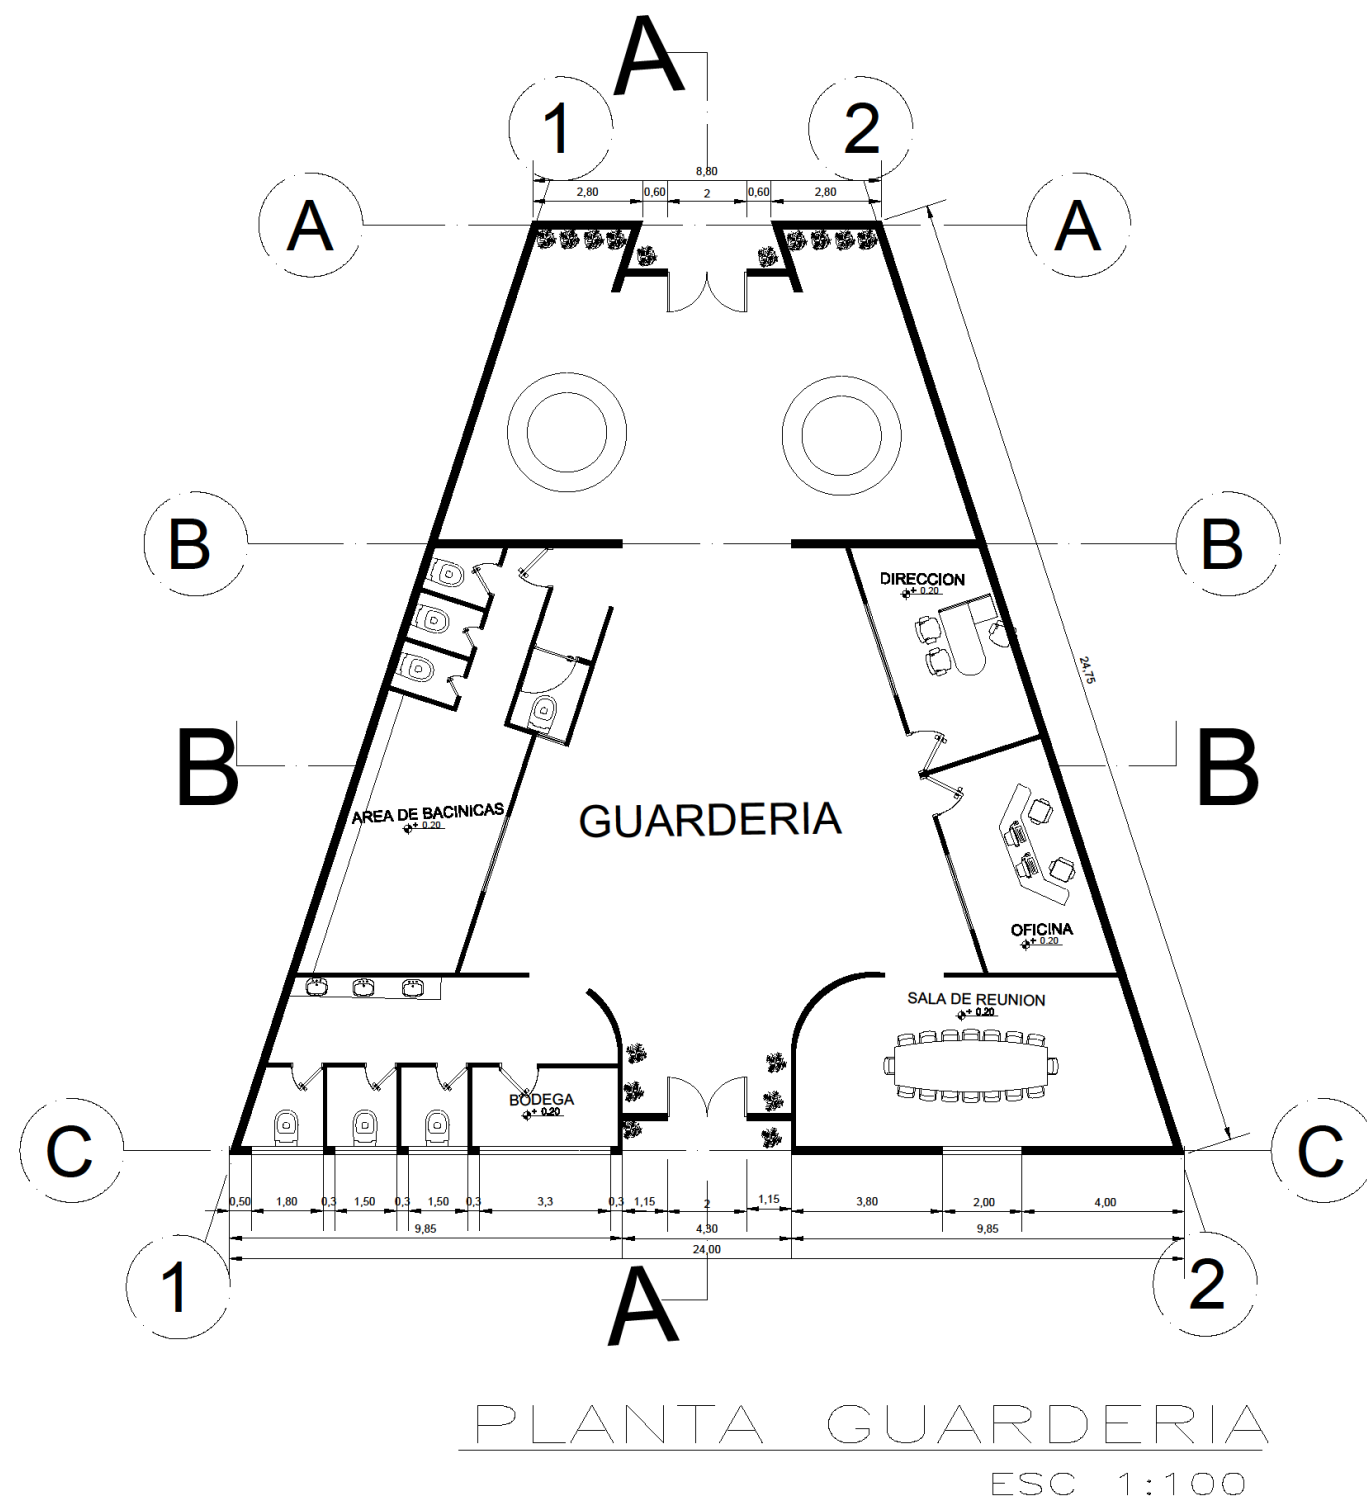 A
1 2
8,80
2,80 0,60 2 0,60 2,80
A A
B B
DIRECCION
+ 0.20
24,75
B B
AREA DE BACINICAS
+ 0.20
GUARDERIA
OFICINA
+ 0.20
SALA DE REUNION
+ 0.20
BODEGA
+ 0.20
C C
0,50 1,80 0,3 1,50 0,3 1,50 0,3 3,3 0,3 1,15 2 1,15 3,80 2,00 4,00
9,85 4,30 9,85
24,00
1 2
A
PLANTA GUARDERIA
ESC 1:100